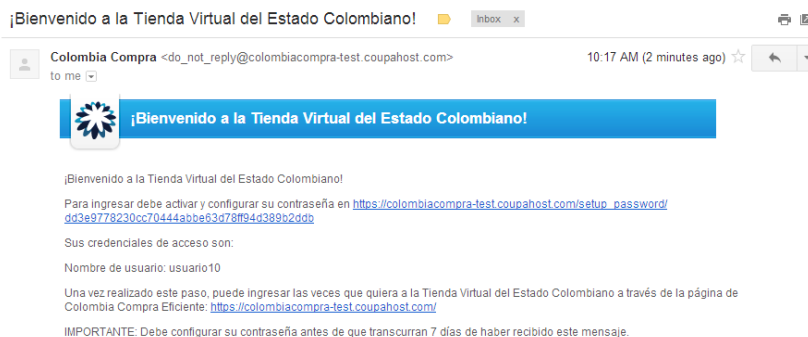 ¡Bienvenido a la Tienda Virtual del Estado Colombiano! Inbox x
Colombia Compra <do_not_reply@colombiacompra-test.coupahost.com> 10:17 AM (2 minutes ago)
to me
¡Bienvenido a la Tienda Virtual del Estado Colombiano!
¡Bienvenido a la Tienda Virtual del Estado Colombiano!
Para ingresar debe activar y configurar su contraseña en https://colombiacompra-test.coupahost.com/setup_password/
dd3e9778230cc70444abbe63d78ff94d389b2ddb
Sus credenciales de acceso son:
Nombre de usuario: usuario10
Una vez realizado este paso, puede ingresar las veces que quiera a la Tienda Virtual del Estado Colombiano a través de la página de
Colombia Compra Eficiente: https://colombiacompra-test.coupahost.com/
IMPORTANTE: Debe configurar su contraseña antes de que transcurran 7 días de haber recibido este mensaje.